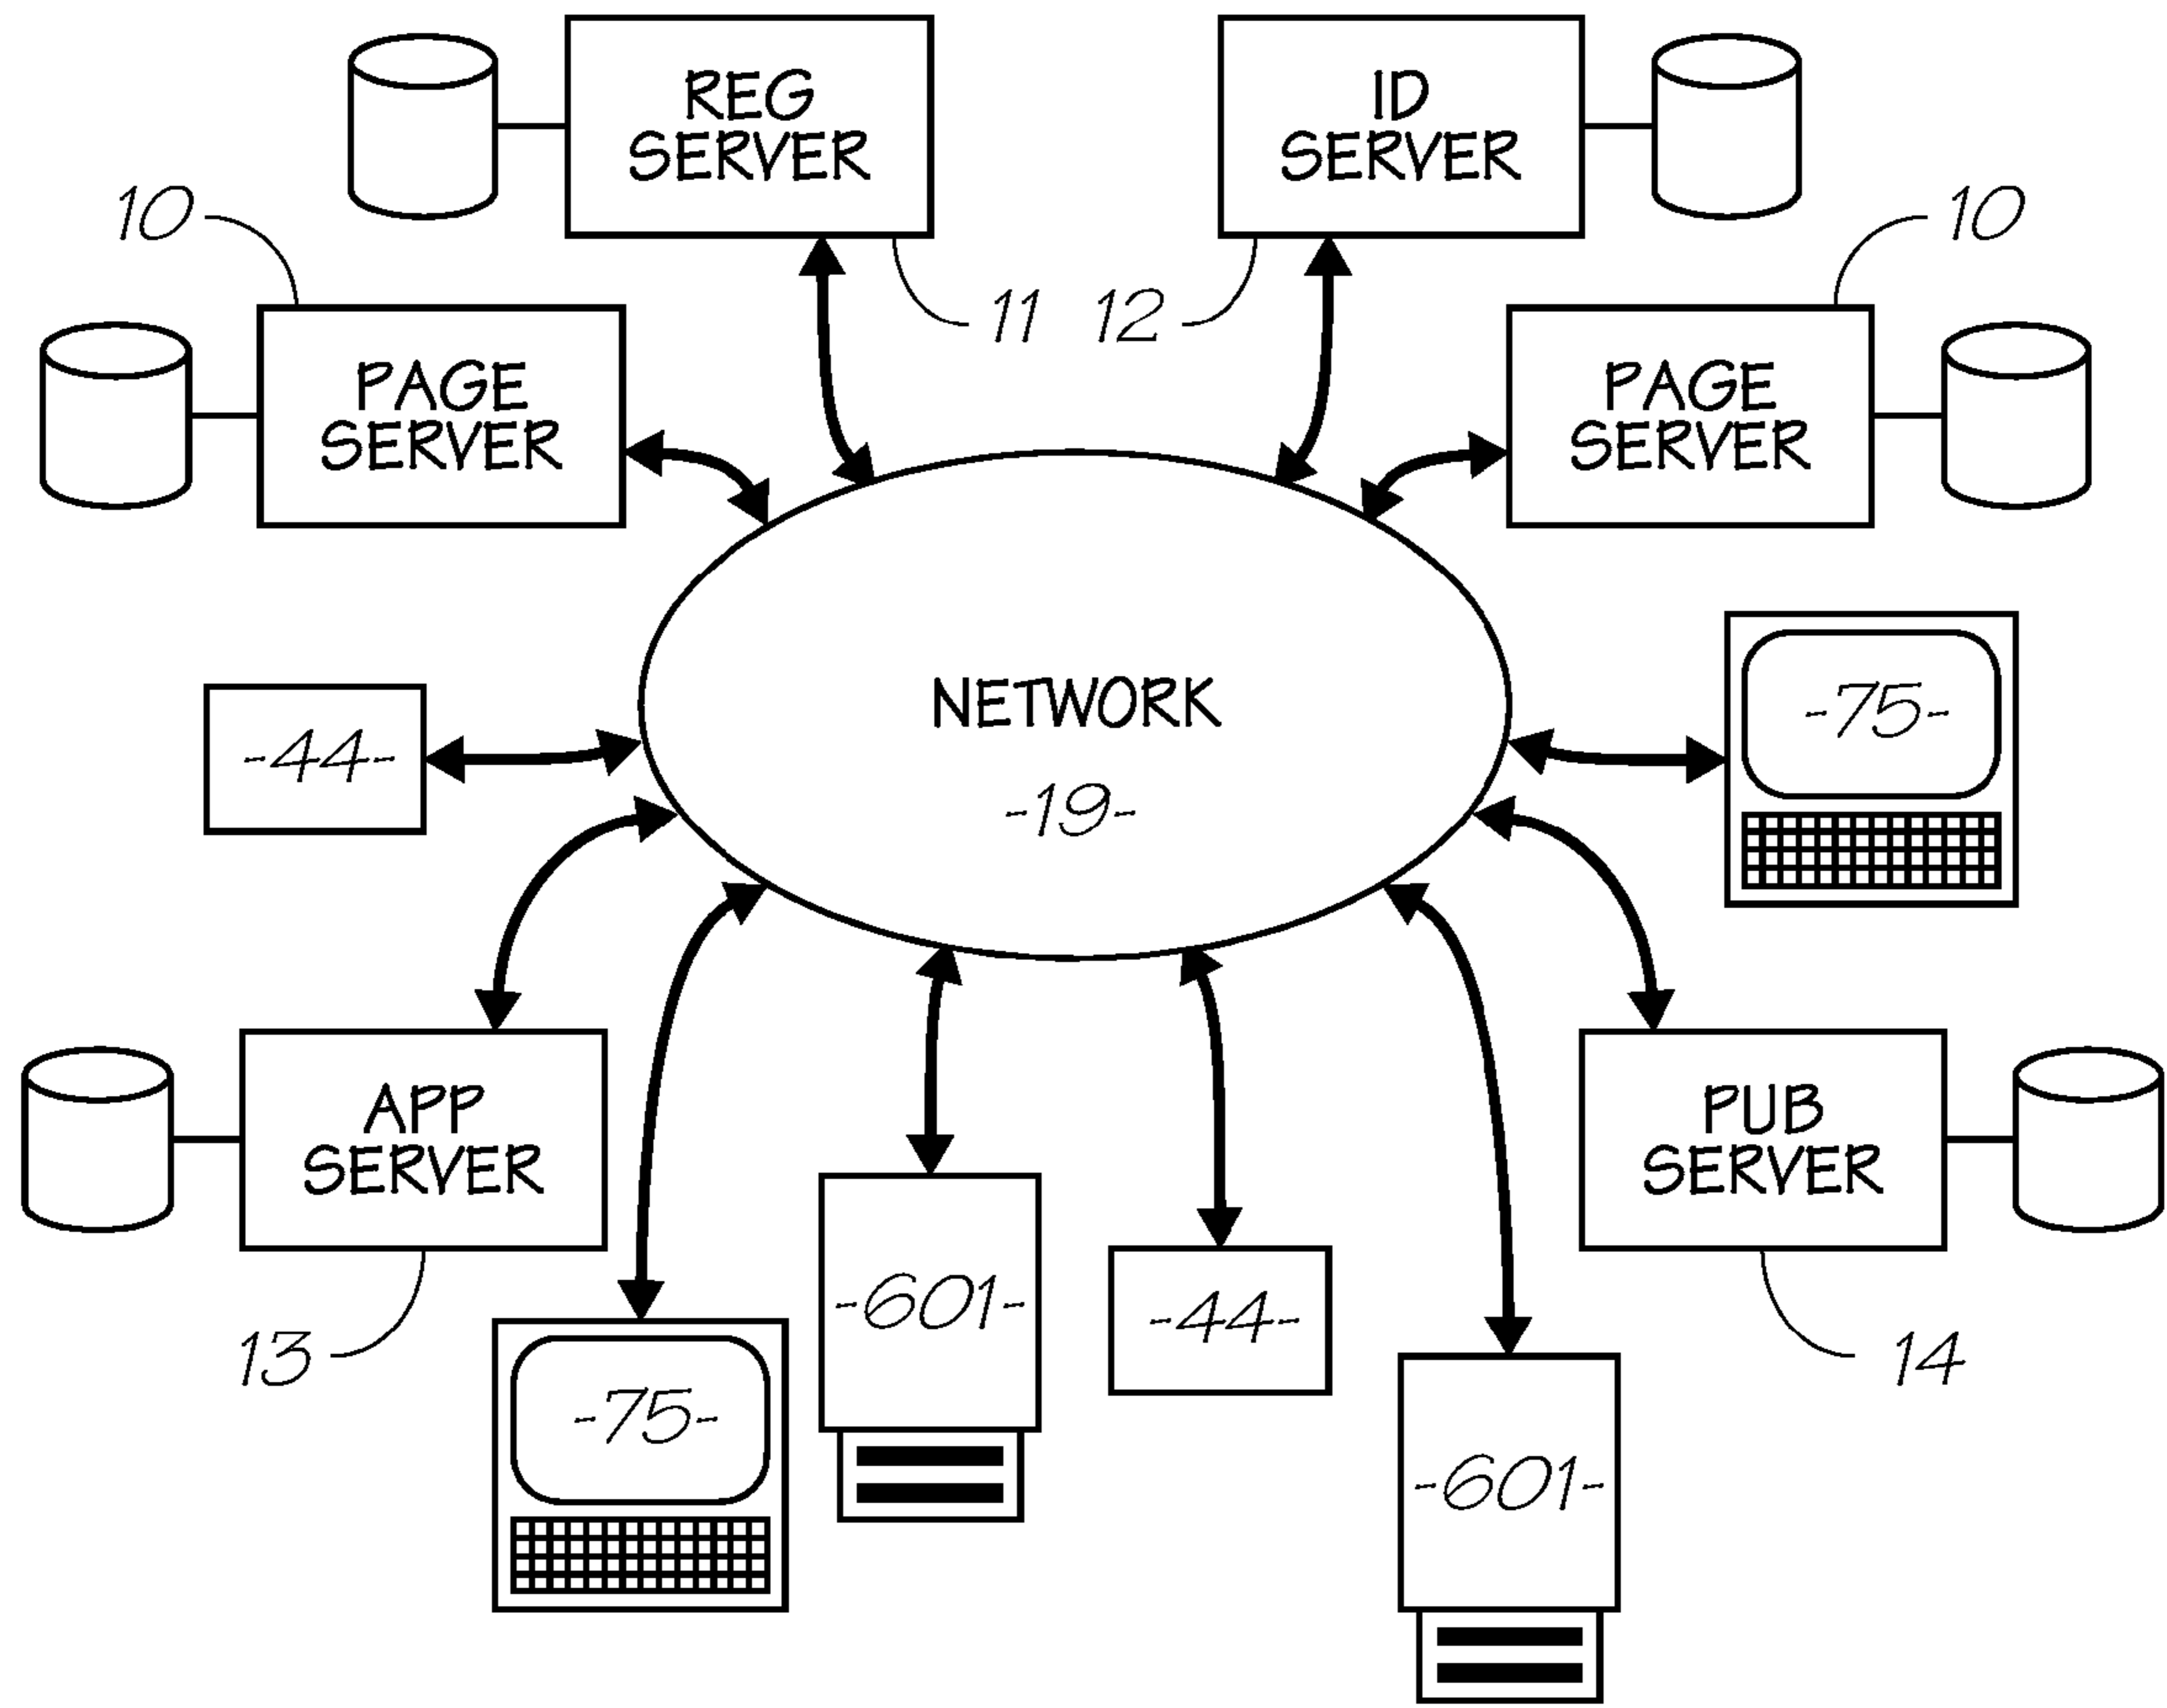 REG
SERVER
ID
SERVER
10
10
11
12
PAGE
SERVER
PAGE
SERVER
NETWORK
-19-
-44-
-75-
APP
SERVER
PUB
SERVER
13
-601-
-44-
14
-75-
-601-